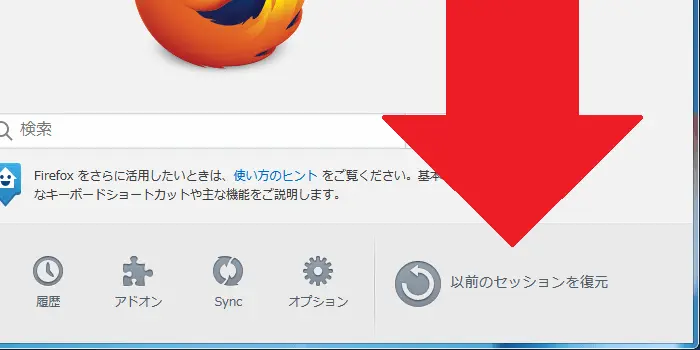 検索
Firefox をさらに活用したいときは、使い方のヒント をご覧ください。基本
なキーボードショートカットや主な機能をご説明します。
履歴
アドオン
Sync
オプション
以前のセッションを復元